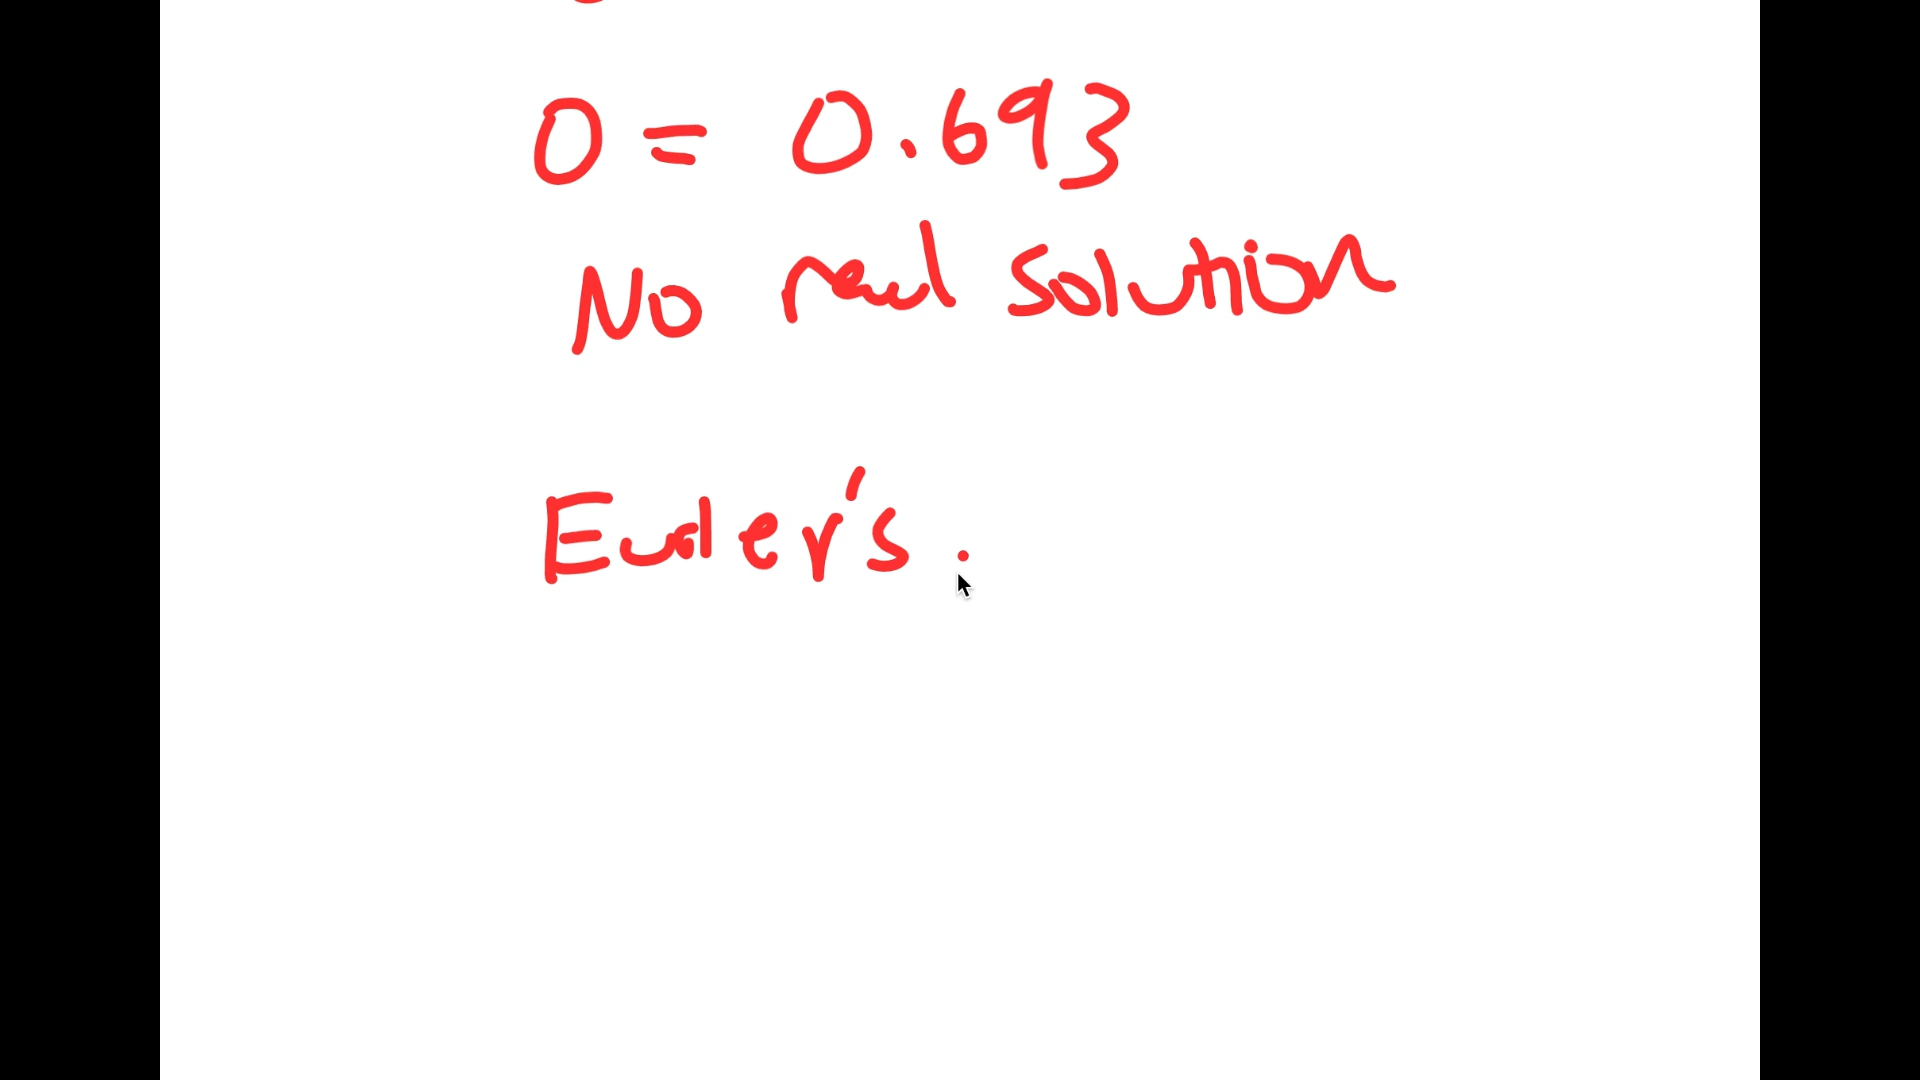 0 = 0.693
No real solution
Euler's .